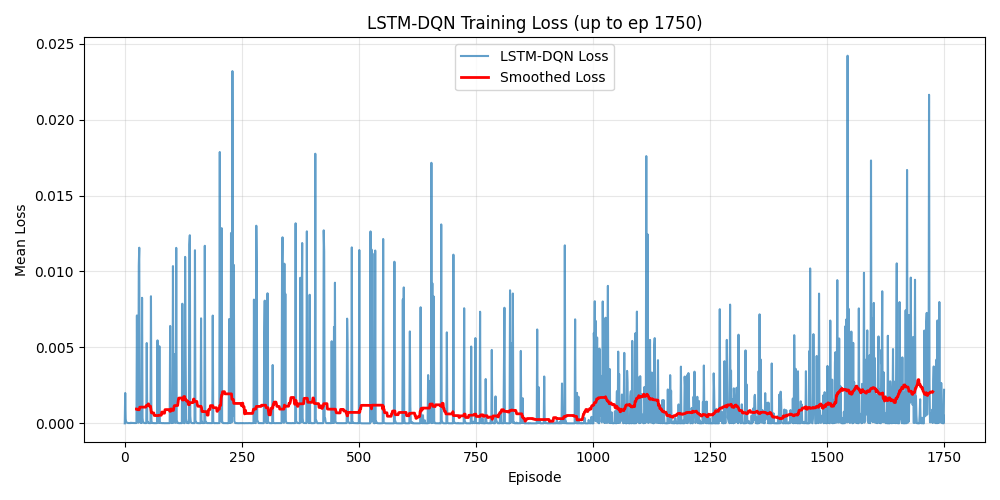 LSTM-DQN Training Loss (up to ep 1750)
LSTM-DQN Loss
Smoothed Loss
Mean Loss
0.025
0.020
0.015
0.010
0.005
0.000
0 250 500 750 1000 1250 1500 1750
Episode